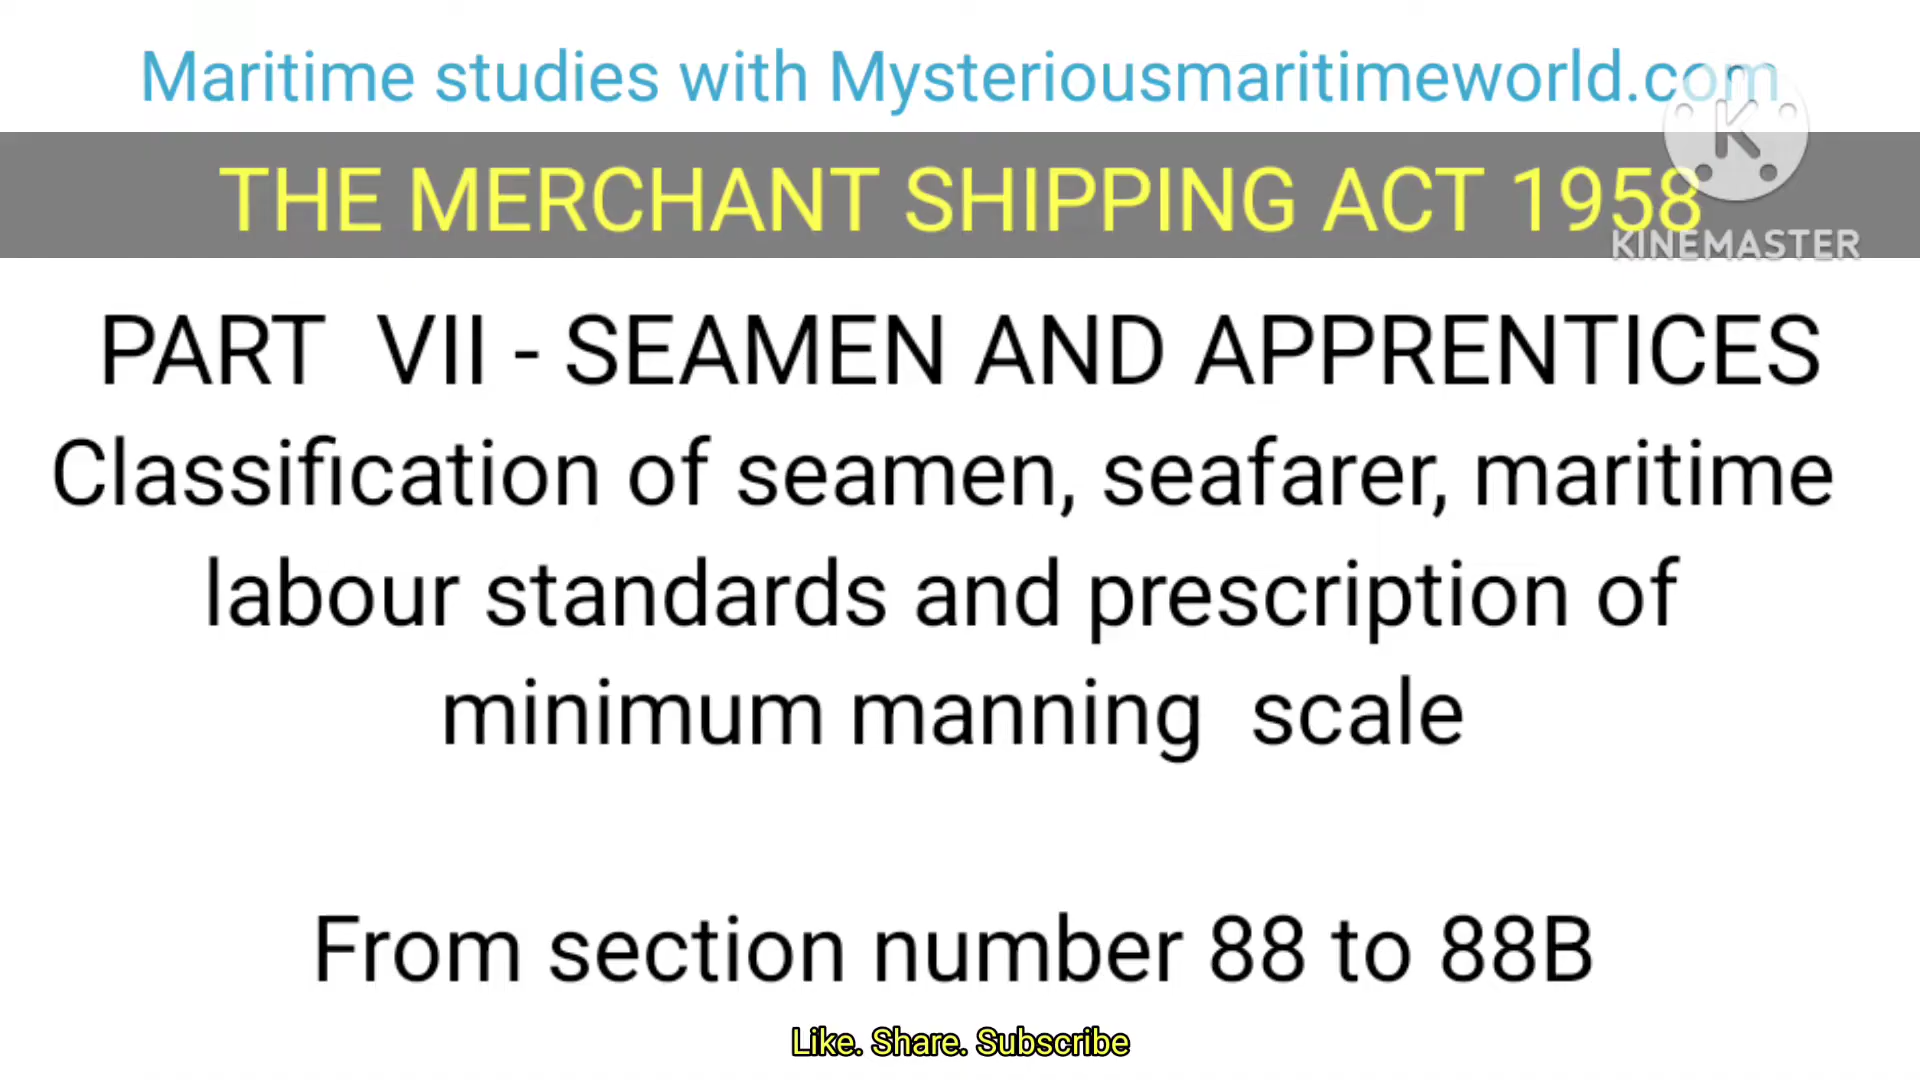 Maritime studies with Mysteriousmaritimeworld.com
K
THE MERCHANT SHIPPING ACT 1958
KINEMASTER
PART VII - SEAMEN AND APPRENTICES
Classification of seamen, seafarer, maritime
labour standards and prescription of
minimum manning scale
From section number 88 to 88B
Like. Share. Subscribe